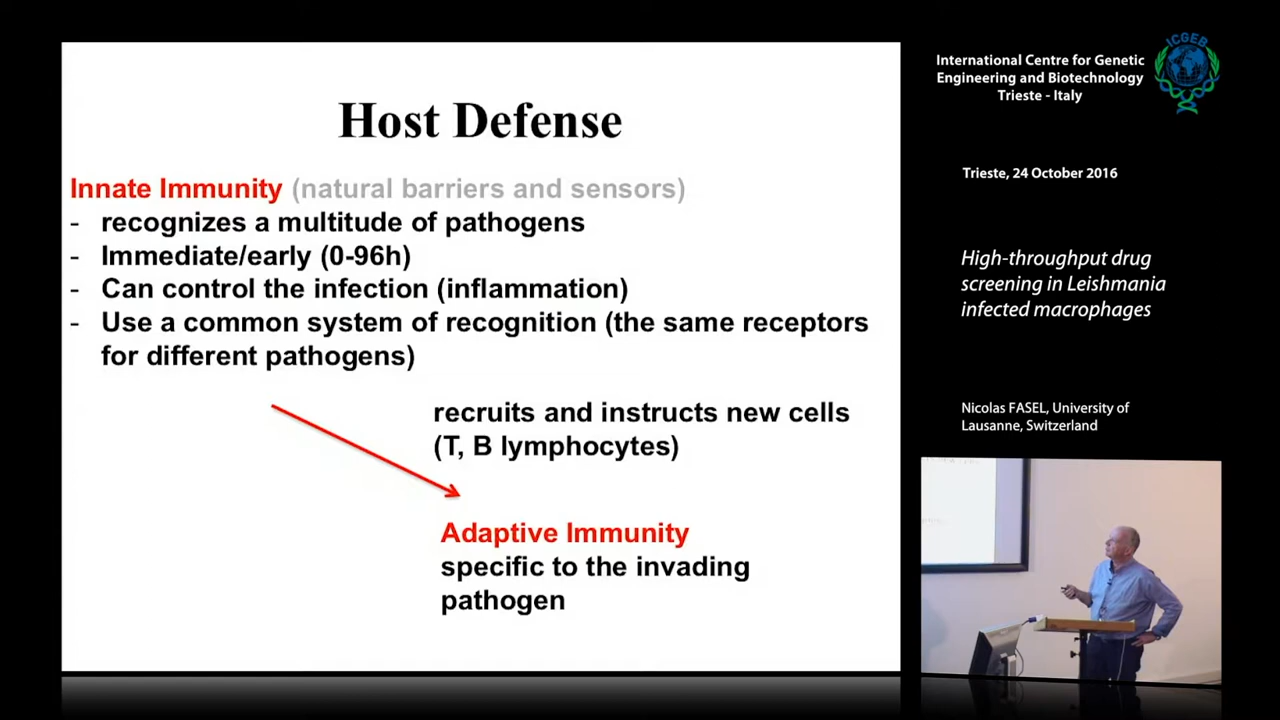 Host Defense
Innate Immunity (natural barriers and sensors)
- recognizes a multitude of pathogens
- Immediate/early (0-96h)
- Can control the infection (inflammation)
- Use a common system of recognition (the same receptors
for different pathogens)
recruits and instructs new cells
(T, B lymphocytes)
Adaptive Immunity
specific to the invading
pathogen
International Centre for Genetic
Engineering and Biotechnology
Trieste - Italy
ICGEB
Trieste, 24 October 2016
High-throughput drug
screening in Leishmania
infected macrophages
Nicolas FASEL, University of
Lausanne, Switzerland